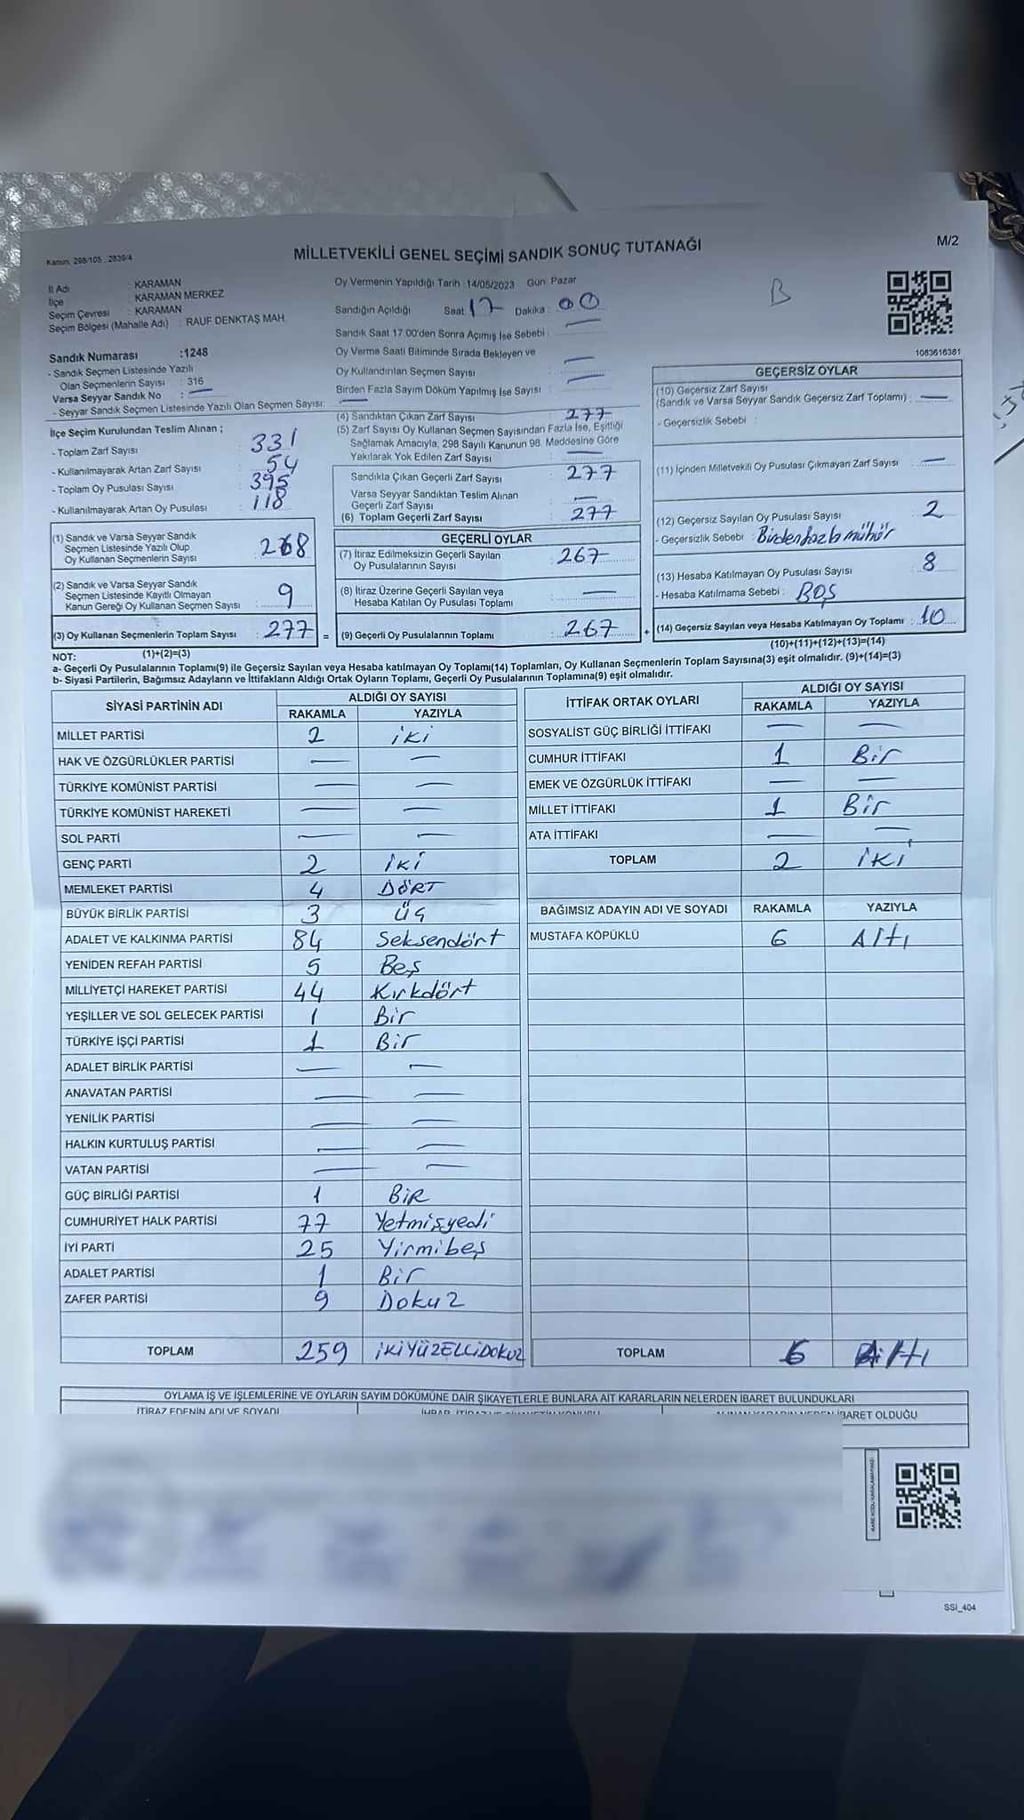 Kanun: 298/105 , 2839/4
MİLLETVEKİLİ GENEL SEÇİMİ SANDIK SONUÇ TUTANAĞI
M/2
İl Adı : KARAMAN
İlçe : KARAMAN MERKEZ
Seçim Çevresi : KARAMAN
Seçim Bölgesi (Mahalle Adı) : RAUF DENKTAŞ MAH.
Oy Vermenin Yapıldığı Tarih :14/05/2023 Gün: Pazar
Sandığın Açıldığı Saat: 17 Dakika : 00
B
Sandık Saat 17.00'den Sonra Açılmış İse Sebebi : —
Oy Verme Saati Bitiminde Sırada Bekleyen ve
Oy Kullandırılan Seçmen Sayısı : —
Birden Fazla Sayım Döküm Yapılmış İse Sayısı : —
1083616381
Sandık Numarası :1248
- Sandık Seçmen Listesinde Yazılı
Olan Seçmenlerin Sayısı : 316
Varsa Seyyar Sandık No : —
- Seyyar Sandık Seçmen Listesinde Yazılı Olan Seçmen Sayısı: —
İlçe Seçim Kurulundan Teslim Alınan ;
- Toplam Zarf Sayısı 331
- Kullanılmayarak Artan Zarf Sayısı 54
- Toplam Oy Pusulası Sayısı 395
- Kullanılmayarak Artan Oy Pusulası 118
(1) Sandık ve Varsa Seyyar Sandık
Seçmen Listesinde Yazılı Olup
Oy Kullanan Seçmenlerin Sayısı 268
(2) Sandık ve Varsa Seyyar Sandık
Seçmen Listesinde Kayıtlı Olmayan
Kanun Gereği Oy Kullanan Seçmen Sayısı 9
(3) Oy Kullanan Seçmenlerin Toplam Sayısı : 277 =
(1)+(2)=(3)
(4) Sandıktan Çıkan Zarf Sayısı 277
(5) Zarf Sayısı Oy Kullanan Seçmen Sayısından Fazla İse, Eşitliği
Sağlamak Amacıyla, 298 Sayılı Kanunun 98. Maddesine Göre
Yakılarak Yok Edilen Zarf Sayısı —
Sandıkta Çıkan Geçerli Zarf Sayısı 277
Varsa Seyyar Sandıktan Teslim Alınan
Geçerli Zarf Sayısı —
(6) Toplam Geçerli Zarf Sayısı 277
GEÇERLİ OYLAR
(7) İtiraz Edilmeksizin Geçerli Sayılan
Oy Pusulalarının Sayısı : 267
(8) İtiraz Üzerine Geçerli Sayılan veya
Hesaba Katılan Oy Pusulası Toplamı —
(9) Geçerli Oy Pusulalarının Toplamı : 267 +
GEÇERSİZ OYLAR
(10) Geçersiz Zarf Sayısı
(Sandık ve Varsa Seyyar Sandık Geçersiz Zarf Toplamı) : —
- Geçersizlik Sebebi :
(11) İçinden Milletvekili Oy Pusulası Çıkmayan Zarf Sayısı : —
(12) Geçersiz Sayılan Oy Pusulası Sayısı 2
- Geçersizlik Sebebi : Birdenfazla mühür
(13) Hesaba Katılmayan Oy Pusulası Sayısı 8
- Hesaba Katılmama Sebebi : BOŞ
(14) Geçersiz Sayılan veya Hesaba Katılmayan Oy Toplamı : 10
(10)+(11)+(12)+(13)=(14)
NOT:
a- Geçerli Oy Pusulalarının Toplamı(9) ile Geçersiz Sayılan veya Hesaba katılmayan Oy Toplamı(14) Toplamları, Oy Kullanan Seçmenlerin Toplam Sayısına(3) eşit olmalıdır. (9)+(14)=(3)
b- Siyasi Partilerin, Bağımsız Adayların ve İttifakların Aldığı Oyların Toplamı, Geçerli Oy Pusulalarının Toplamına(9) eşit olmalıdır.
SİYASİ PARTİNİN ADI ALDIĞI OY SAYISI
RAKAMLA YAZIYLA
MİLLET PARTİSİ 2 iki
HAK VE ÖZGÜRLÜKLER PARTİSİ — —
TÜRKİYE KOMÜNİST PARTİSİ — —
TÜRKİYE KOMÜNİST HAREKETİ — —
SOL PARTİ — —
GENÇ PARTİ 2 iki
MEMLEKET PARTİSİ 4 DÖRT
BÜYÜK BİRLİK PARTİSİ 3 üç
ADALET VE KALKINMA PARTİSİ 84 Seksendört
YENİDEN REFAH PARTİSİ 5 Beş
MİLLİYETÇİ HAREKET PARTİSİ 44 Kırkdört
YEŞİLLER VE SOL GELECEK PARTİSİ 1 Bir
TÜRKİYE İŞÇİ PARTİSİ 1 Bir
ADALET BİRLİK PARTİSİ — —
ANAVATAN PARTİSİ — —
YENİLİK PARTİSİ — —
HALKIN KURTULUŞ PARTİSİ — —
VATAN PARTİSİ — —
GÜÇ BİRLİĞİ PARTİSİ 1 BİR
CUMHURİYET HALK PARTİSİ 77 Yetmişyedi
İYİ PARTİ 25 Yirmibeş
ADALET PARTİSİ 1 Bir
ZAFER PARTİSİ 9 Dokuz
TOPLAM 259 iKİYÜZELLİDOKUZ
İTTİFAK ORTAK OYLARI ALDIĞI OY SAYISI
RAKAMLA YAZIYLA
SOSYALİST GÜÇ BİRLİĞİ İTTİFAKI — —
CUMHUR İTTİFAKI 1 Bir
EMEK VE ÖZGÜRLÜK İTTİFAKI — —
MİLLET İTTİFAKI 1 Bir
ATA İTTİFAKI — —
TOPLAM 2 iki
BAĞIMSIZ ADAYIN ADI VE SOYADI RAKAMLA YAZIYLA
MUSTAFA KÖPÜKLÜ 6 Altı
TOPLAM 6 Altı
OYLAMA İŞ VE İŞLEMLERİNE VE OYLARIN SAYIM DÖKÜMÜNE DAİR ŞİKAYETLERLE BUNLARA AİT KARARLARIN NELERDEN İBARET BULUNDUKLARI
İTİRAZ EDENİN ADI VE SOYADI
İBARET OLDUĞU
SSİ_404